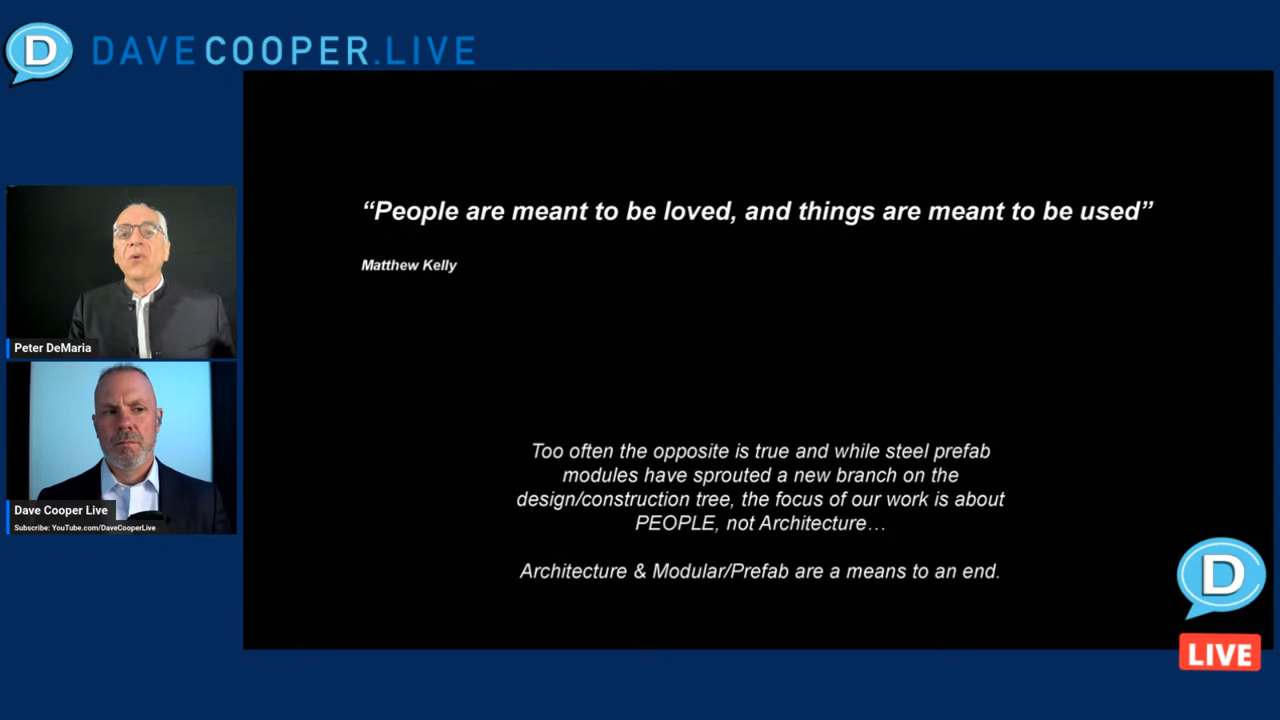 D DAVECOOPER.LIVE
“People are meant to be loved, and things are meant to be used”
Matthew Kelly
Peter DeMaria
Dave Cooper Live
Subscribe: YouTube.com/DaveCooperLive
Too often the opposite is true and while steel prefab
modules have sprouted a new branch on the
design/construction tree, the focus of our work is about
PEOPLE, not Architecture…
Architecture & Modular/Prefab are a means to an end.
D
LIVE